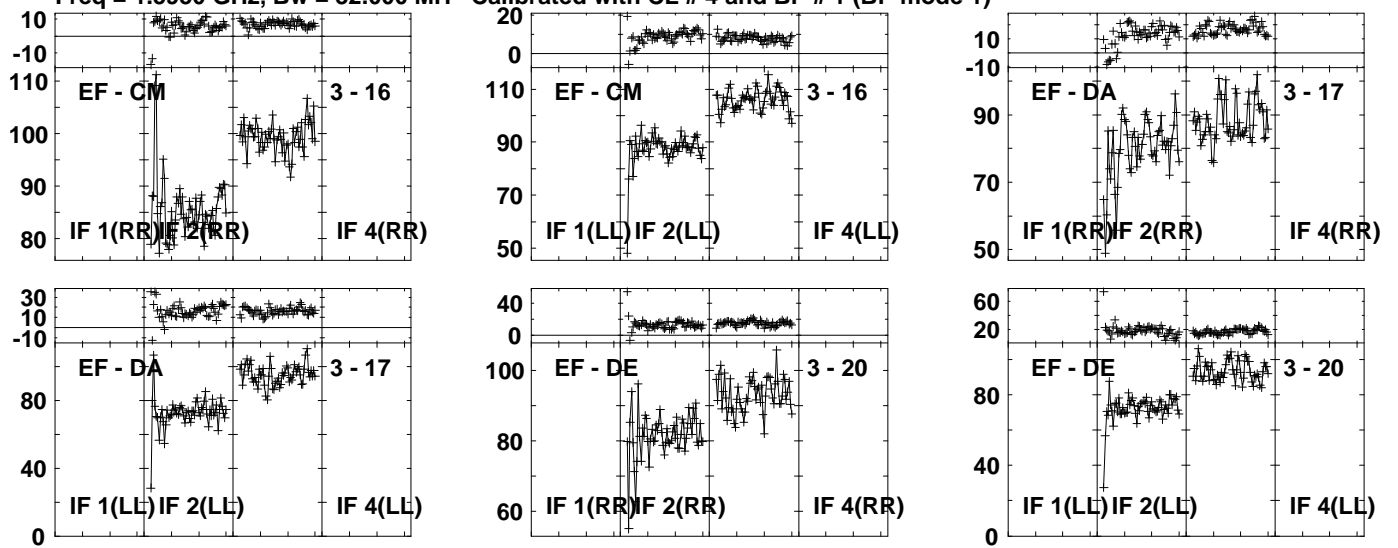 Freq = GHz, Bw = Calibrated with CL # 4 and BP # 1 (BP mode 1)
10
-10
110
100
90
80
EF - CM
3 - 16
IF 1(RR)
IF 2(RR)
IF 4(RR)
20
0
110
90
70
50
EF - CM
3 - 16
IF 1(LL)
IF 2(LL)
IF 4(LL)
10
-10
90
70
50
EF - DA
3 - 17
IF 1(RR)
IF 2(RR)
IF 4(RR)
30
10
-10
80
40
0
EF - DA
3 - 17
IF 1(LL)
IF 2(LL)
IF 4(LL)
40
0
100
80
60
EF - DE
3 - 20
IF 1(RR)
IF 2(RR)
IF 4(RR)
60
20
80
40
0
EF - DE
3 - 20
IF 1(LL)
IF 2(LL)
IF 4(LL)